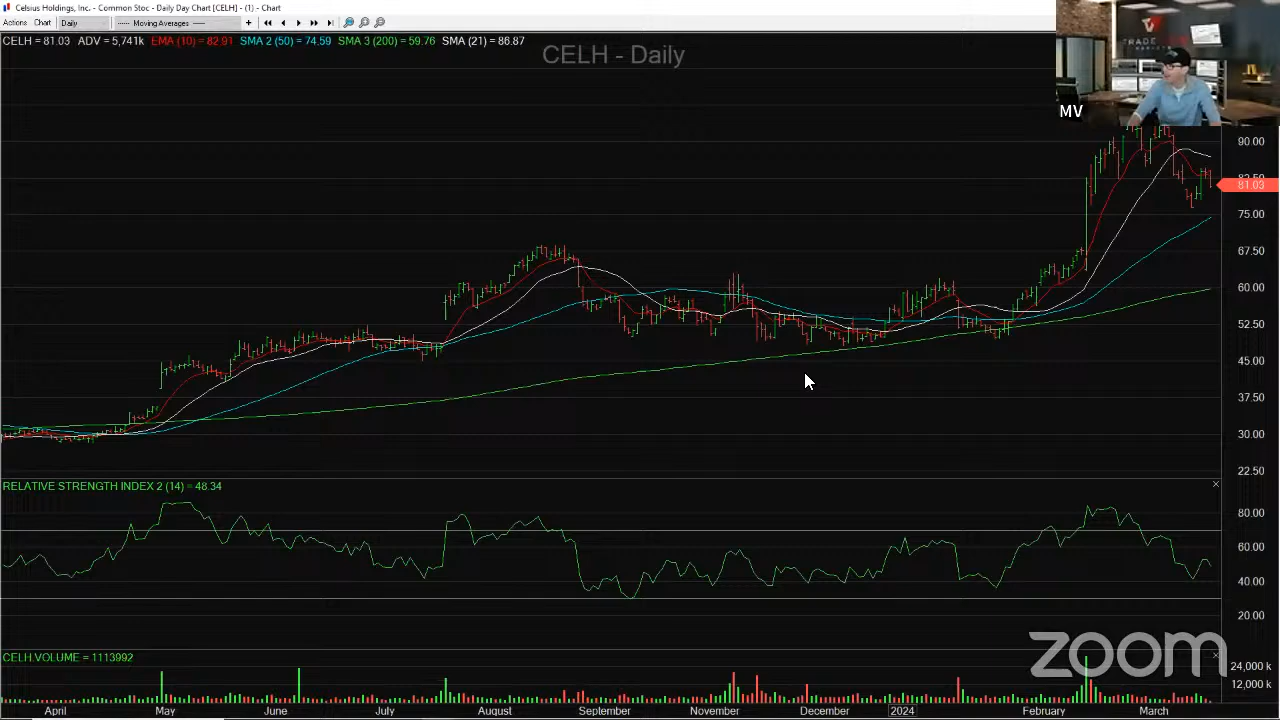 Celsius Holdings, Inc. - Common Stoc - Daily Day Chart [CELH] - (1) - Chart
Actions Chart Daily Moving Averages
CELH = 81.03 ADV = 5,741k EMA (10) = 82.91 SMA 2 (50) = 74.59 SMA 3 (200) = 59.76 SMA (21) = 86.87
CELH - Daily
TRADE
MV
90.00
82.50
81.03
75.00
67.50
60.00
52.50
45.00
37.50
30.00
22.50
RELATIVE STRENGTH INDEX 2 (14) = 48.34
80.00
60.00
40.00
20.00
zoom
CELH.VOLUME = 1113992
24,000 k
12,000 k
April May June July August September November December 2024 February March